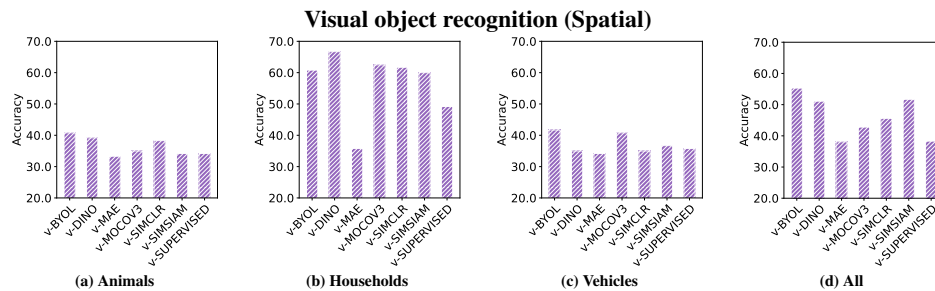 Visual object recognition (Spatial)
70.0
60.0
50.0
40.0
30.0
20.0
Accuracy
v-BYOL
v-DINO
v-MAE
v-MOCOV3
v-SIMCLR
v-SIMSIAM
v-SUPERVISED
(a) Animals
70.0
60.0
50.0
40.0
30.0
20.0
Accuracy
v-BYOL
v-DINO
v-MAE
v-MOCOV3
v-SIMCLR
v-SIMSIAM
v-SUPERVISED
(b) Households
70.0
60.0
50.0
40.0
30.0
20.0
Accuracy
v-BYOL
v-DINO
v-MAE
v-MOCOV3
v-SIMCLR
v-SIMSIAM
v-SUPERVISED
(c) Vehicles
70.0
60.0
50.0
40.0
30.0
20.0
Accuracy
v-BYOL
v-DINO
v-MAE
v-MOCOV3
v-SIMCLR
v-SIMSIAM
v-SUPERVISED
(d) All